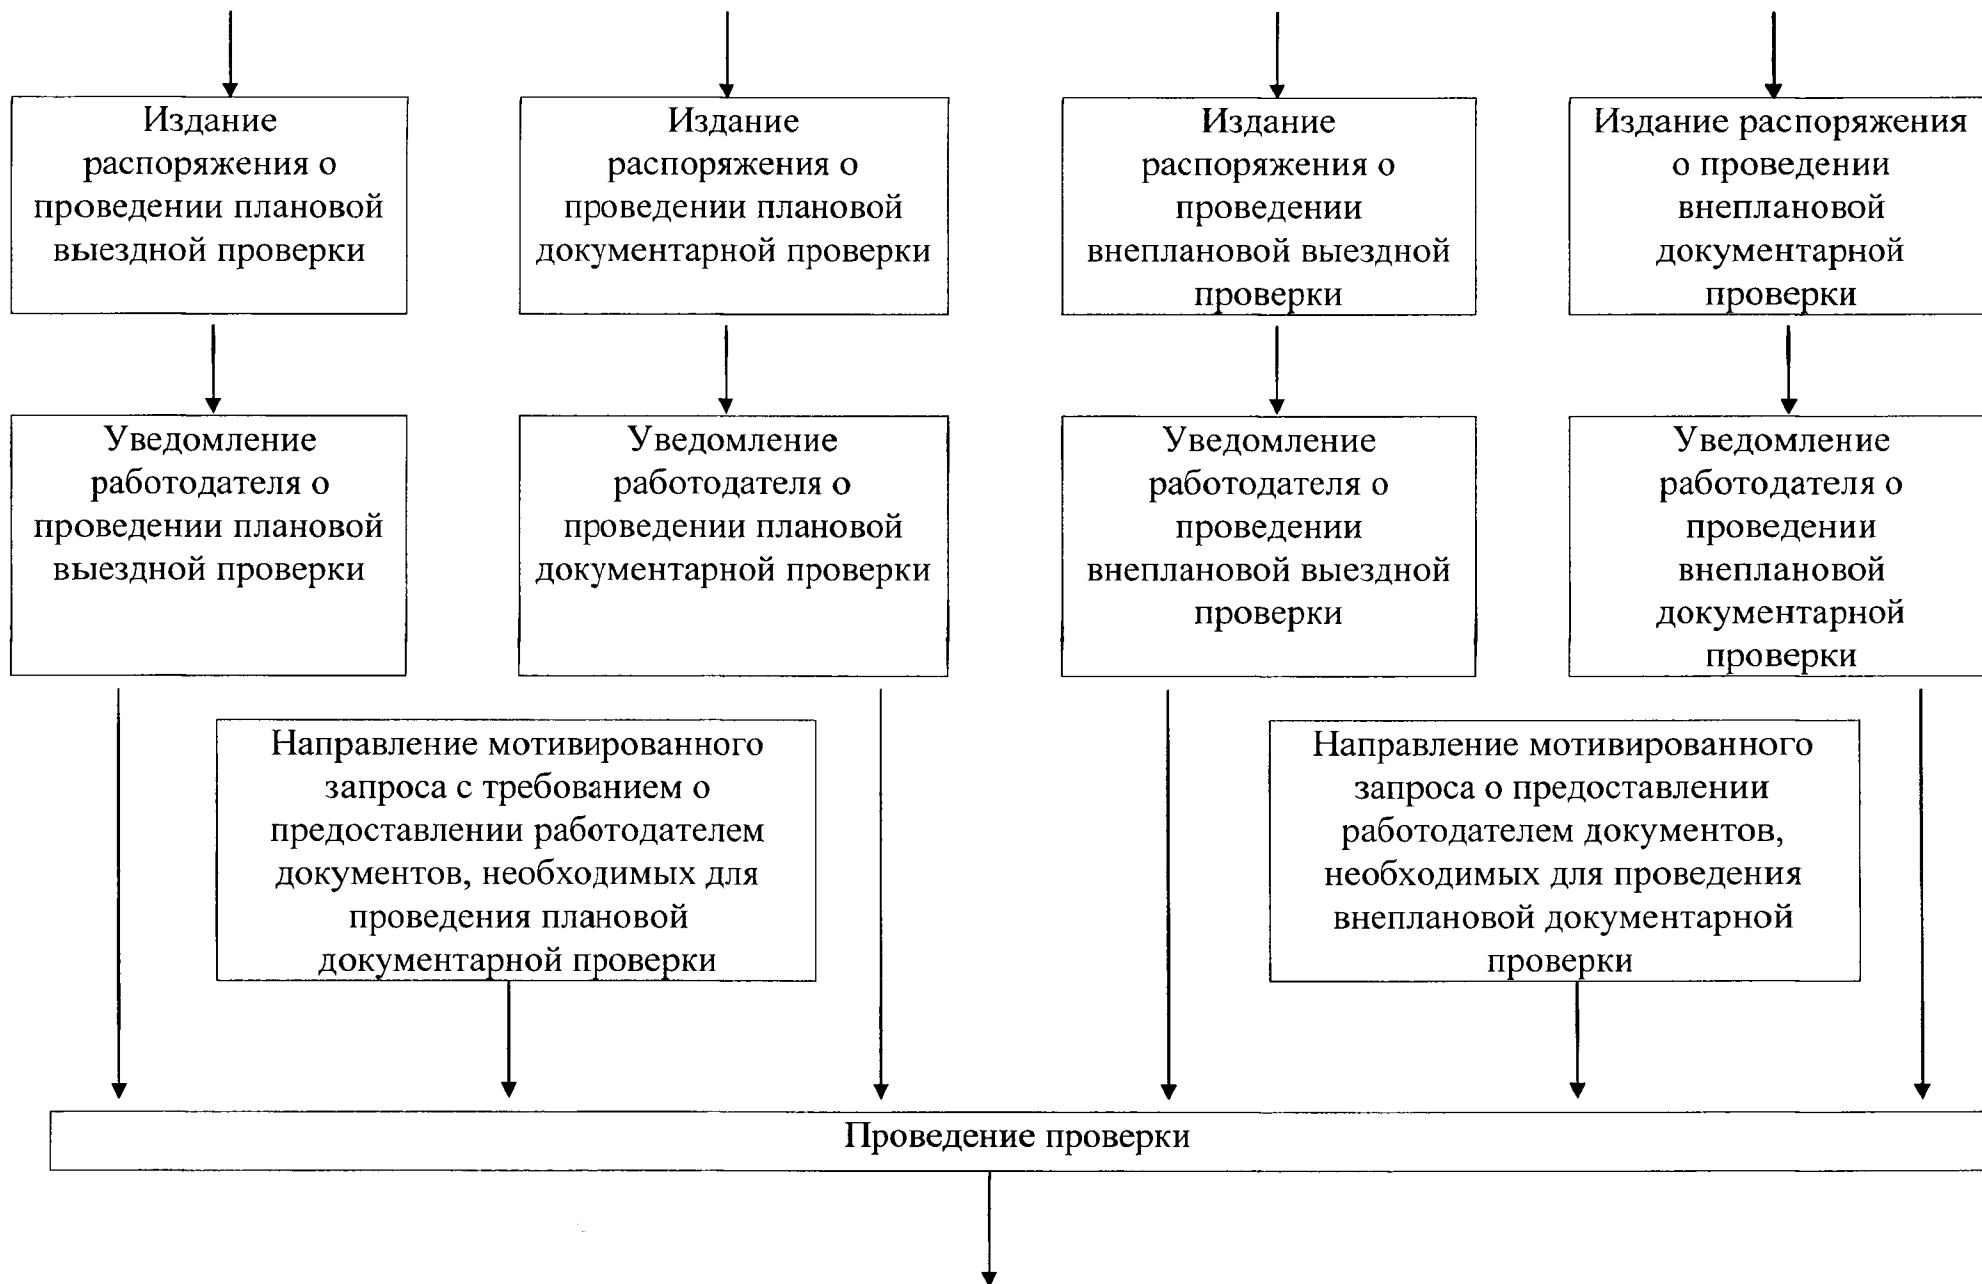 Издание
распоряжения о
проведении плановой
выездной проверки
Издание
распоряжения о
проведении плановой
документарной проверки
Издание
распоряжения о
проведении
внеплановой выездной
проверки
Издание распоряжения
о проведении
внеплановой
документарной
проверки
Уведомление
работодателя о
проведении плановой
выездной проверки
Уведомление
работодателя о
проведении плановой
документарной проверки
Уведомление
работодателя о
проведении
внеплановой выездной
проверки
Уведомление
работодателя о
проведении
внеплановой
документарной
проверки
Направление мотивированного
запроса с требованием о
предоставлении работодателем
документов, необходимых для
проведения плановой
документарной проверки
Направление мотивированного
запроса о предоставлении
работодателем документов,
необходимых для проведения
внеплановой документарной
проверки
Проведение проверки